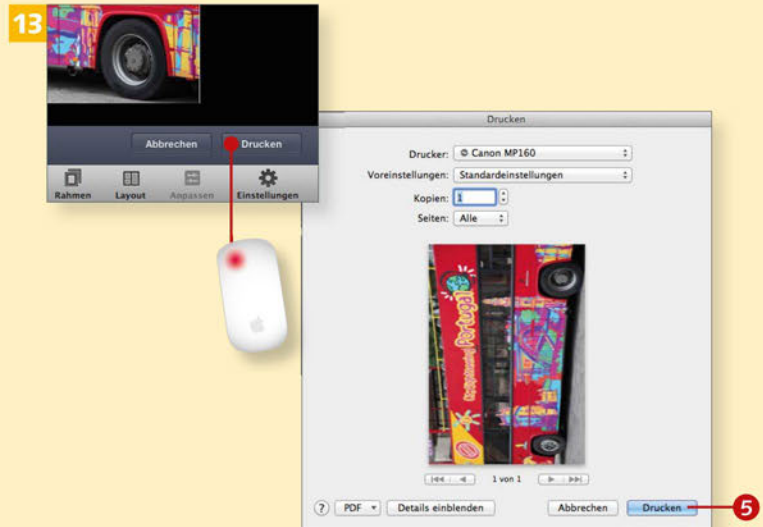 13
Abbrechen Drucken
Rahmen Layout Anpassen Einstellungen
Drucken
Drucker: Canon MP160
Voreinstellungen: Standardeinstellungen
Kopien: 1
Seiten: Alle
Portugal
1 von 1
? PDF Details einblenden Abbrechen Drucken
5